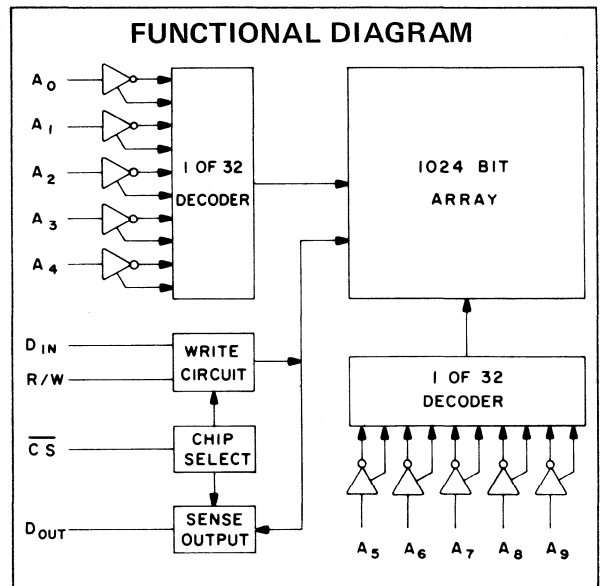 FUNCTIONAL DIAGRAM
A0
A1
A2
A3
A4
1 OF 32
DECODER
1024 BIT
ARRAY
DIN
R/W
WRITE
CIRCUIT
1 OF 32
DECODER
CS
CHIP
SELECT
DOUT
SENSE
OUTPUT
A5 A6 A7 A8 A9